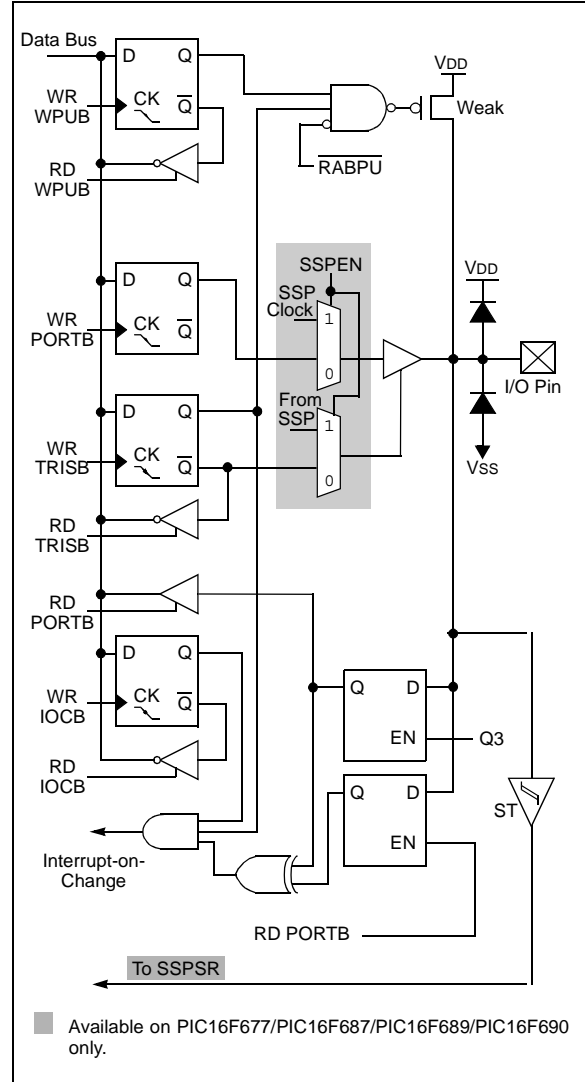 Data Bus
D Q
VDD
WR
WPUB
CK Q
Weak
RD
WPUB
RABPU
SSPEN
D Q
SSP
Clock
1
VDD
WR
PORTB
CK Q
0
I/O Pin
D Q
From
SSP
1
WR
TRISB
CK Q
0
VSS
RD
TRISB
RD
PORTB
D Q
Q D
WR
IOCB
CK Q
EN
Q3
RD
IOCB
Q D
ST
EN
Interrupt-on-
Change
RD PORTB
To SSPSR
Available on PIC16F677/PIC16F687/PIC16F689/PIC16F690
only.